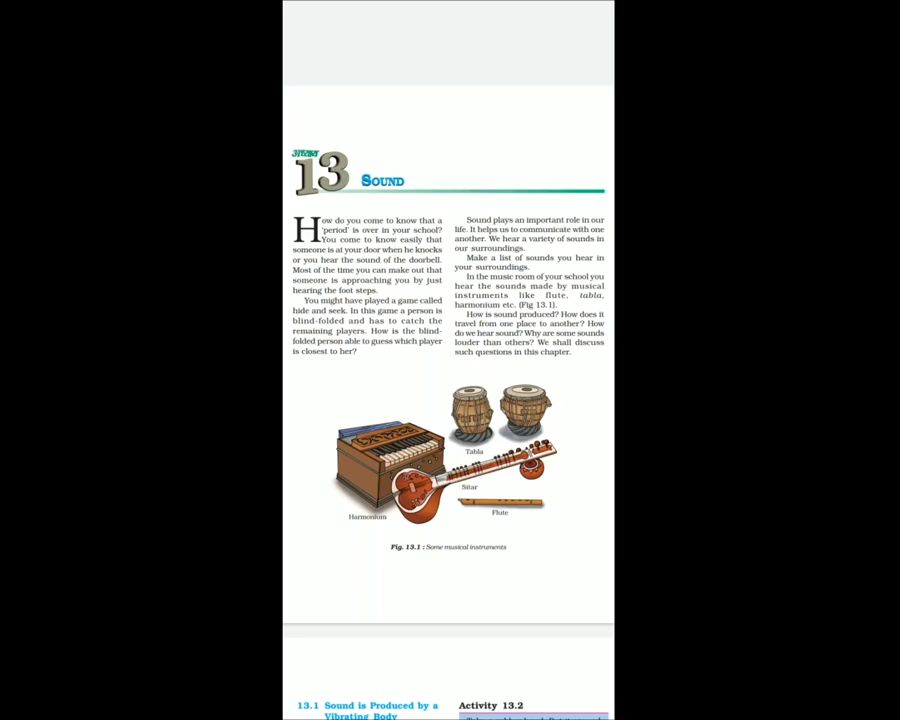 13
SOUND
How do you come to know that a
'period' is over in your school?
You come to know easily that
someone is at your door when he knocks
or you hear the sound of the doorbell.
Most of the time you can make out that
someone is approaching you by just
hearing the foot steps.
You might have played a game called
hide and seek. In this game a person is
blind-folded and has to catch the
remaining players. How is the blind-
folded person able to guess which player
is closest to her?
Sound plays an important role in our
life. It helps us to communicate with one
another. We hear a variety of sounds in
our surroundings.
Make a list of sounds you hear in
your surroundings.
In the music room of your school you
hear the sounds made by musical
instruments like flute, tabla,
harmonium etc. (Fig 13.1).
How is sound produced? How does it
travel from one place to another? How
do we hear sound? Why are some sounds
louder than others? We shall discuss
such questions in this chapter.
Tabla
Sitar
Flute
Harmonium
Fig. 13.1 : Some musical instruments
13.1 Sound is Produced by a
Vibrating Body
Activity 13.2